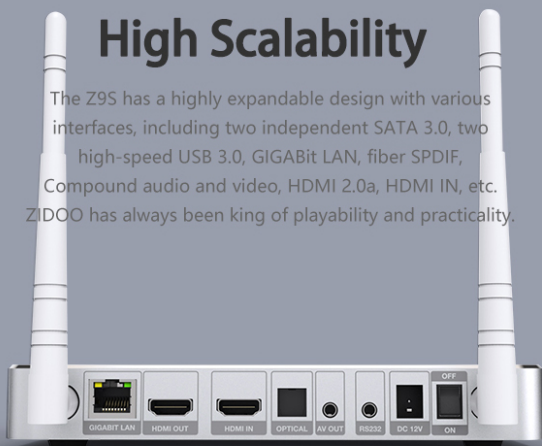 High Scalability
The Z9S has a highly expandable design with various
interfaces, including two independent SATA 3.0, two
high-speed USB 3.0, GIGABit LAN, fiber SPDIF,
Compound audio and video, HDMI 2.0a, HDMI IN, etc.
ZIDOO has always been king of playability and practicality.
OFF
GIGABIT LAN HDMI OUT HDMI IN OPTICAL AV OUT RS232 DC 12V ON